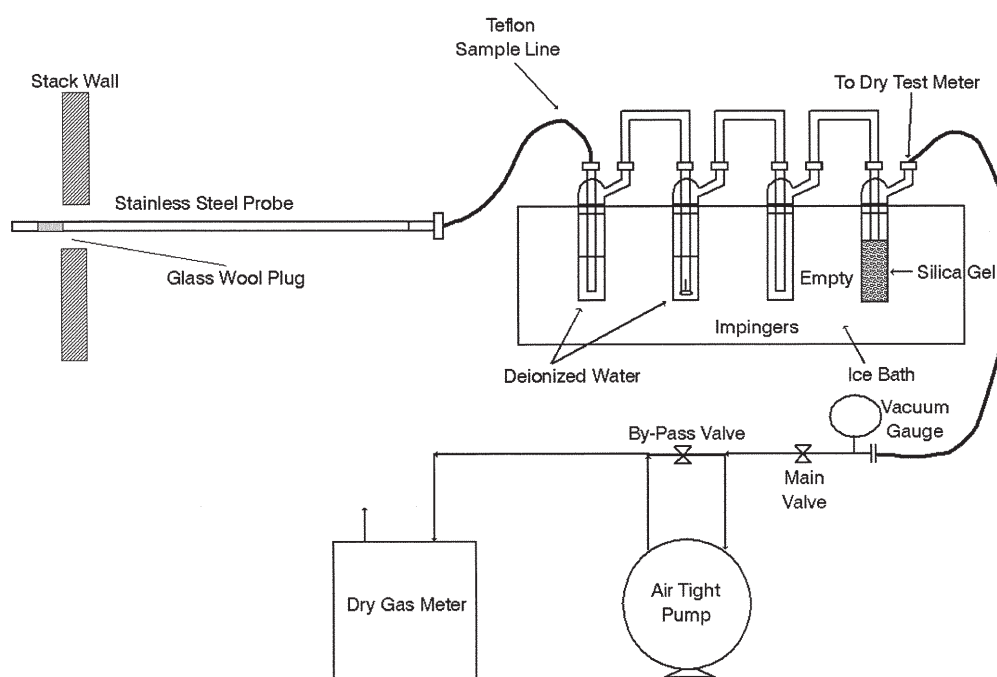 Teflon
Sample Line
Stack Wall
To Dry Test Meter
Stainless Steel Probe
Glass Wool Plug
Empty
Silica Gel
Impingers
Deionized Water
Ice Bath
Vacuum
Gauge
By-Pass Valve
Main
Valve
Dry Gas Meter
Air Tight
Pump